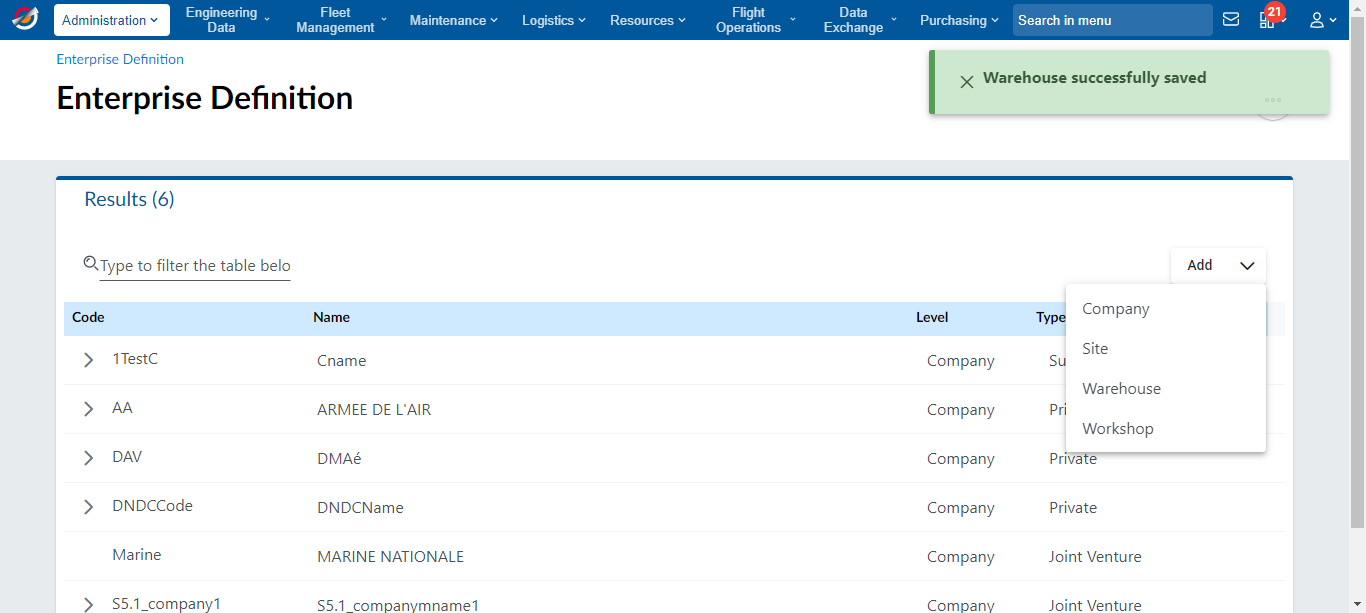 Administration
Engineering
Data
Fleet
Management
Maintenance
Logistics
Resources
Flight
Operations
Data
Exchange
Purchasing
Search in menu
21
Enterprise Definition
Enterprise Definition
Warehouse successfully saved
Results (6)
Type to filter the table belo
Add
Company
Site
Warehouse
Workshop
Code Name Level Type
1TestC Cname Company Su
AA ARMEE DE L'AIR Company Pri
DAV DMAé Company Private
DNDCCode DNDCName Company Private
Marine MARINE NATIONALE Company Joint Venture
S5.1_company1 S5.1_companymname1 Company Joint Venture